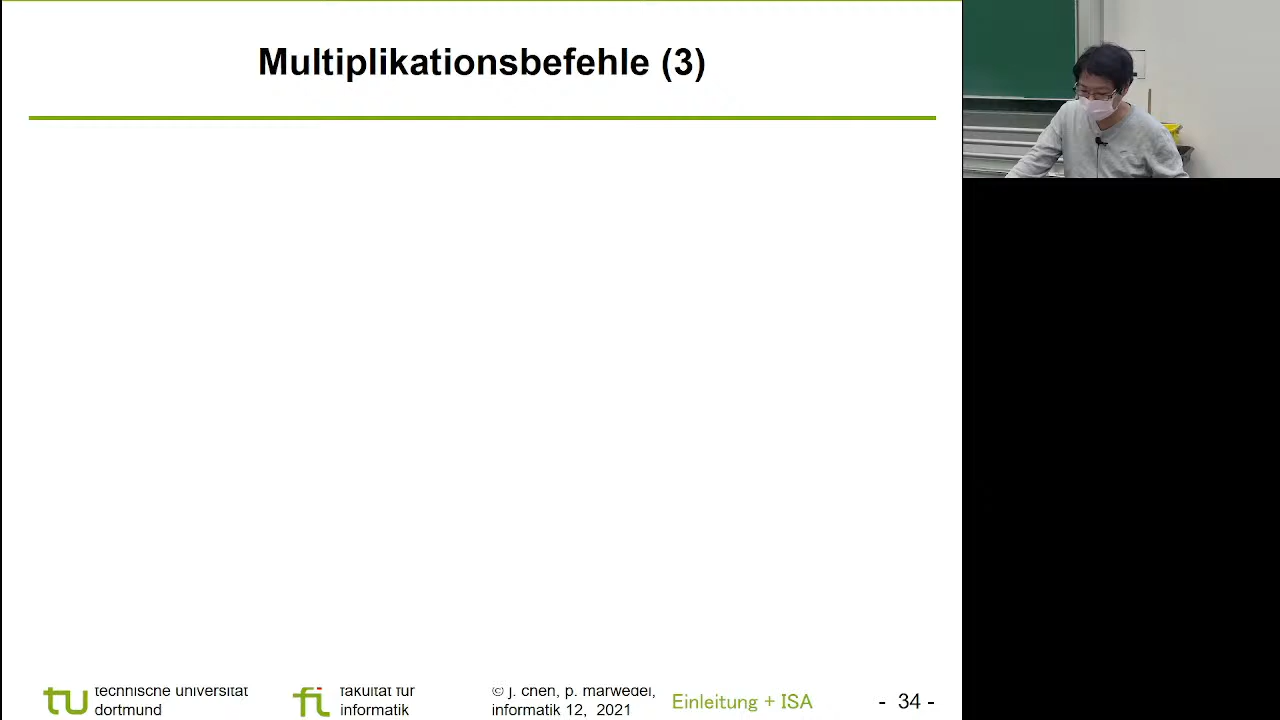 Multiplikationsbefehle (3)
technische universität
dortmund
fakultät für
informatik
© j. chen, p. marwedel,
informatik 12, 2021
Einleitung + ISA
- 34 -